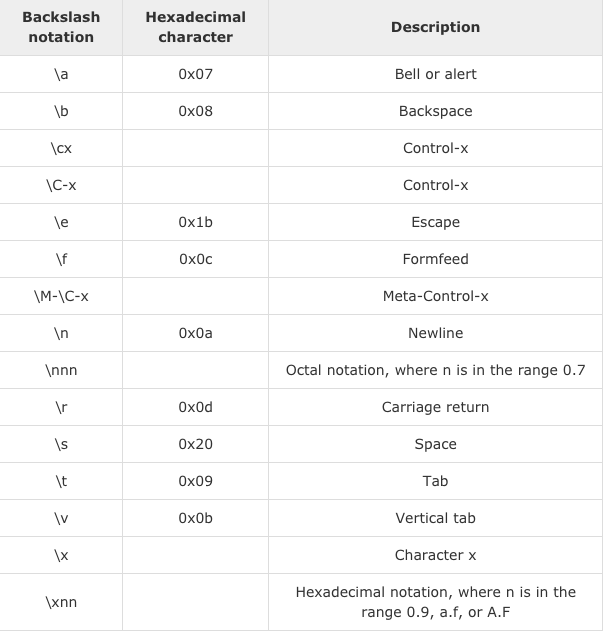 Backslash notation Hexadecimal character Description
\a 0x07 Bell or alert
\b 0x08 Backspace
\cx Control-x
\C-x Control-x
\e 0x1b Escape
\f 0x0c Formfeed
\M-\C-x Meta-Control-x
\n 0x0a Newline
\nnn Octal notation, where n is in the range 0.7
\r 0x0d Carriage return
\s 0x20 Space
\t 0x09 Tab
\v 0x0b Vertical tab
\x Character x
\xnn Hexadecimal notation, where n is in the
range 0.9, a.f, or A.F